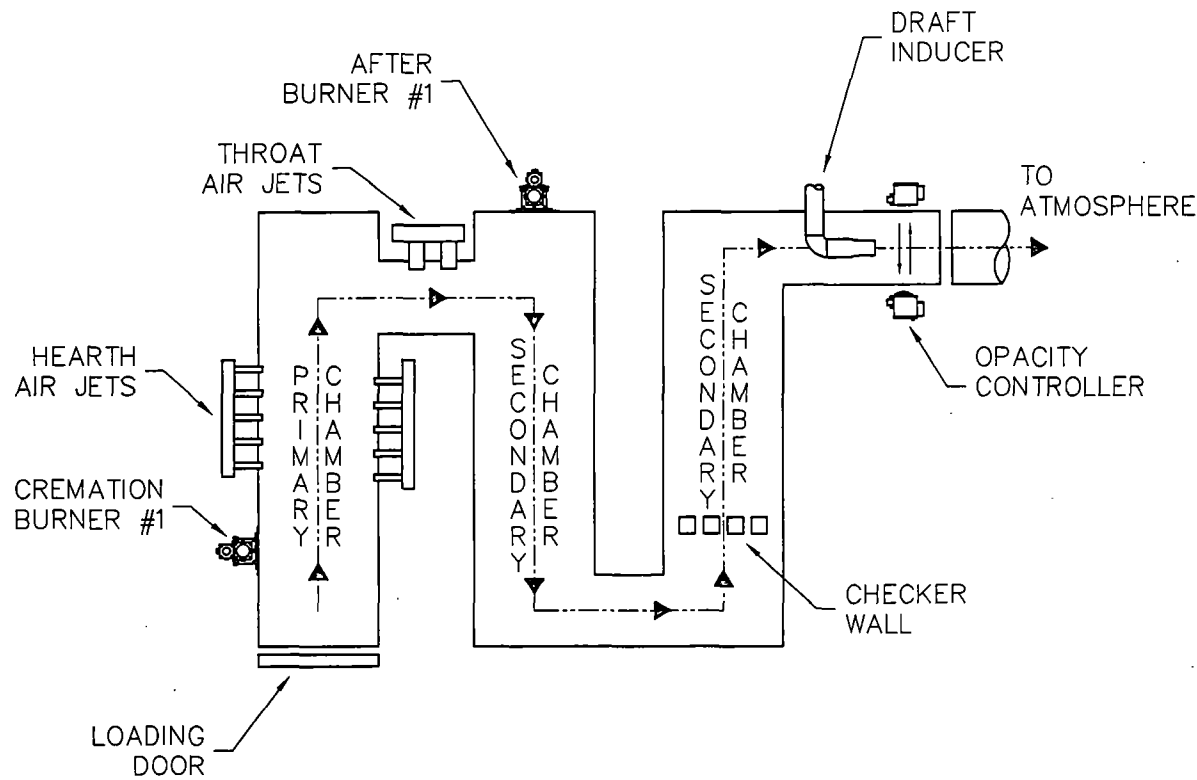 DRAFT
INDUCER
AFTER
BURNER #1
THROAT
AIR JETS
TO
ATMOSPHERE
HEARTH
AIR JETS
PRIMARY
CHAMBER
SECONDARY
CHAMBER
SECONDARY
CHAMBER
OPACITY
CONTROLLER
CREMATION
BURNER #1
CHECKER
WALL
LOADING
DOOR